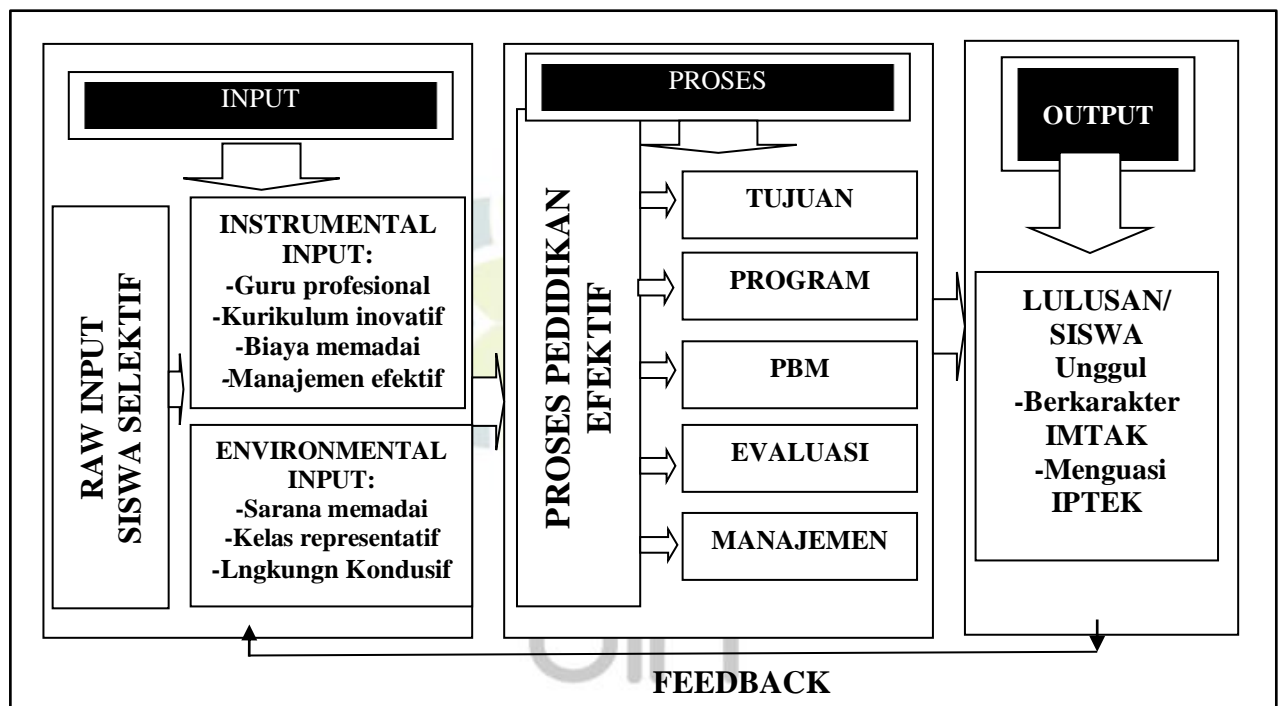 INPUT
RAW INPUT
SISWA SELEKTIF
INSTRUMENTAL
INPUT:
-Guru profesional
-Kurikulum inovatif
-Biaya memadai
-Manajemen efektif
ENVIRONMENTAL
INPUT:
-Sarana memadai
-Kelas representatif
-Lngkungn Kondusif
PROSES
PROSES PEDIDIKAN
EFEKTIF
TUJUAN
PROGRAM
PBM
EVALUASI
MANAJEMEN
OUTPUT
LULUSAN/
SISWA
Unggul
-Berkarakter
IMTAK
-Menguasi
IPTEK
FEEDBACK